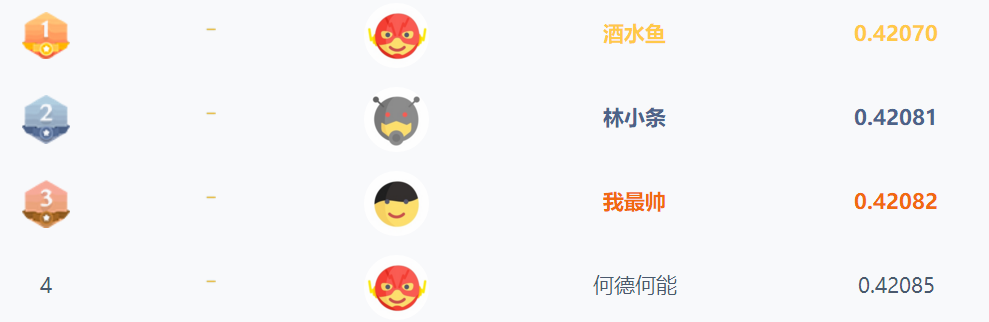 1 - 洒水鱼 0.42070
2 - 林小条 0.42081
3 - 我最帅 0.42082
4 - 何德何能 0.42085